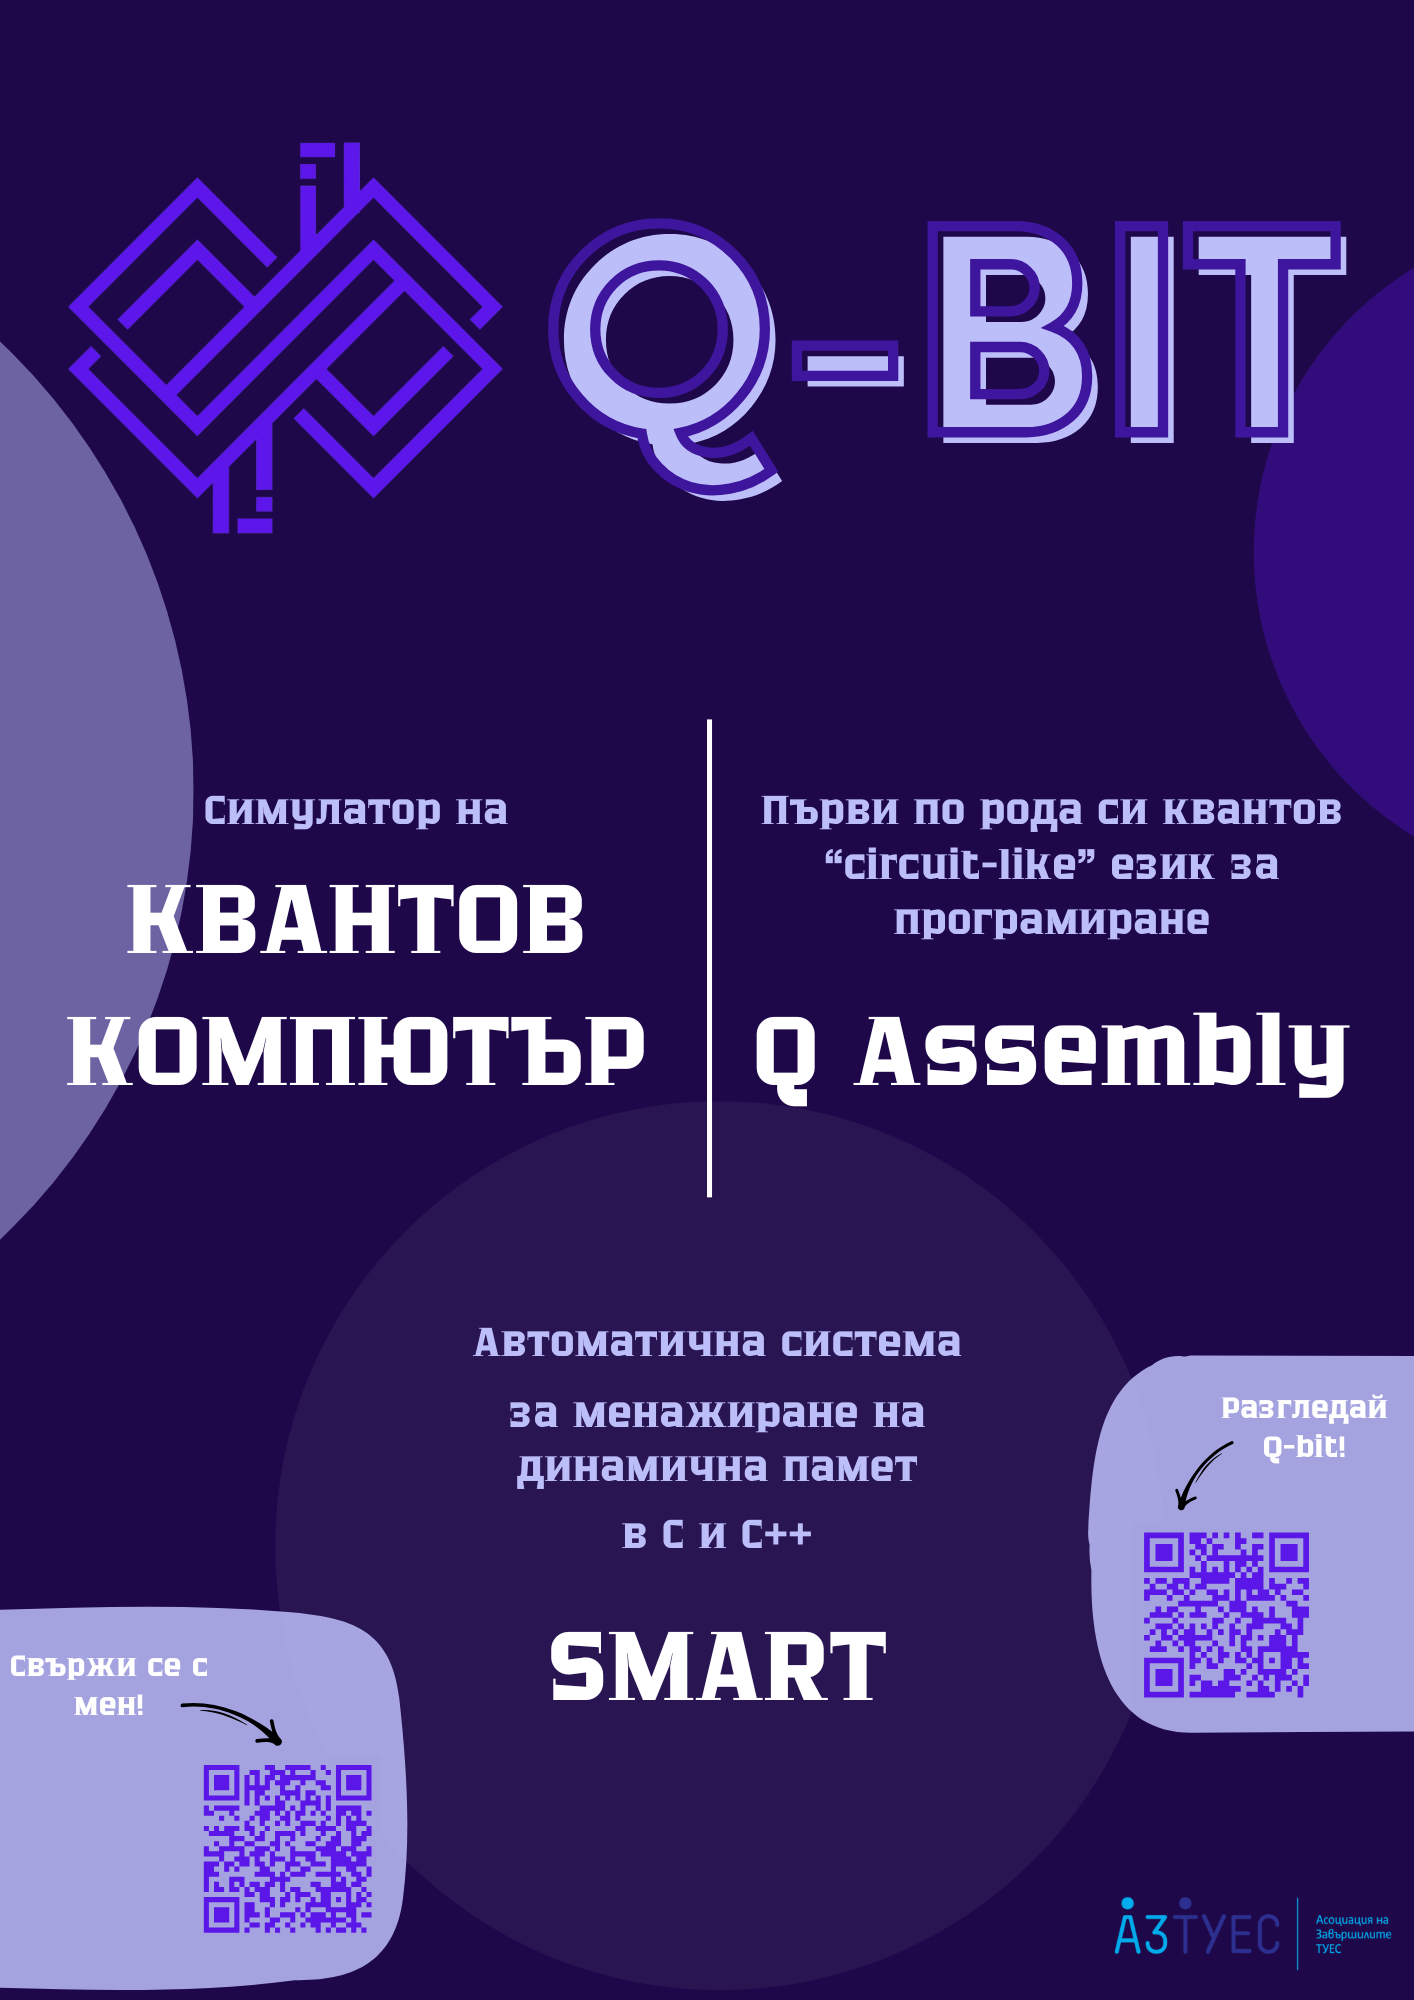 Q-BIT
Симулатор на
КВАНТОВ
КОМПЮТЪР
Първи по рода си квантов
“circuit-like” език за
програмиране
Q Assembly
Автоматична система
за менажиране на
динамична памет
в C и C++
SMART
Разгледай
Q-bit!
Свържи се с
мен!
АЗТУЕС
Асоциация на
Завършилите
ТУЕС